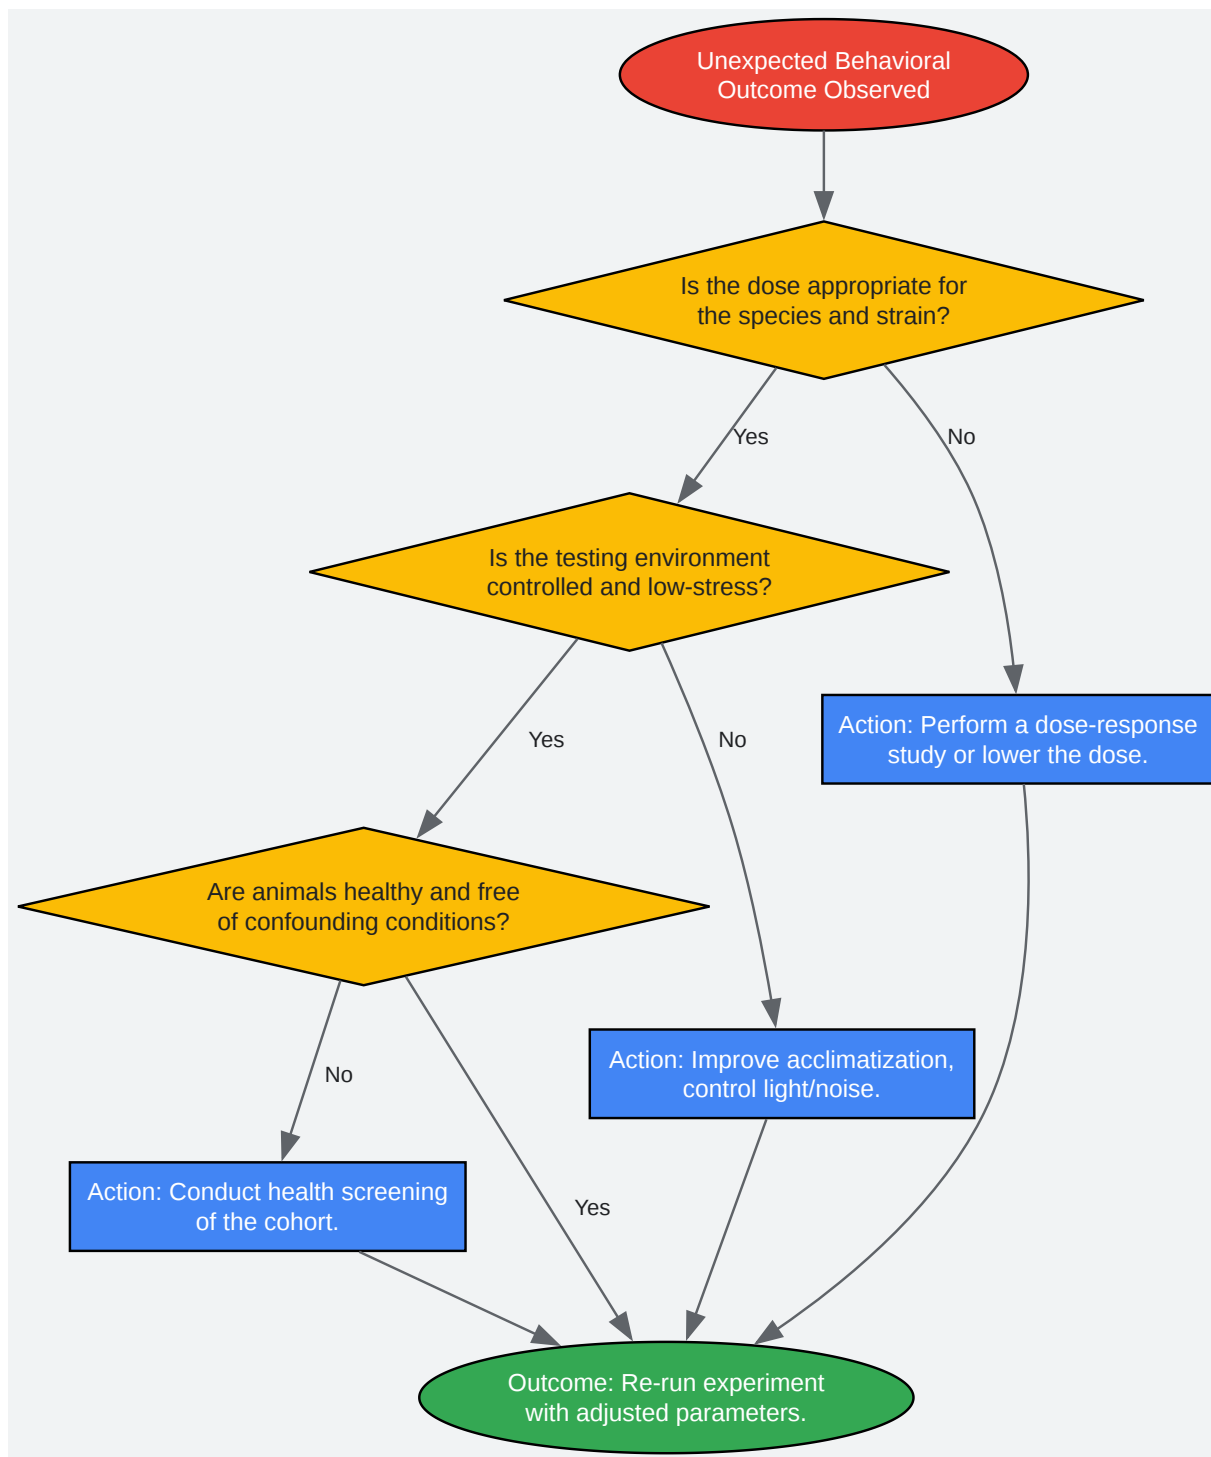 Unexpected Behavioral
Outcome Observed
Is the dose appropriate for
the species and strain?
Yes
No
Is the testing environment
controlled and low-stress?
Action: Perform a dose-response
study or lower the dose.
Yes
No
Are animals healthy and free
of confounding conditions?
Action: Improve acclimatization,
control light/noise.
No
Action: Conduct health screening
of the cohort.
Yes
Outcome: Re-run experiment
with adjusted parameters.